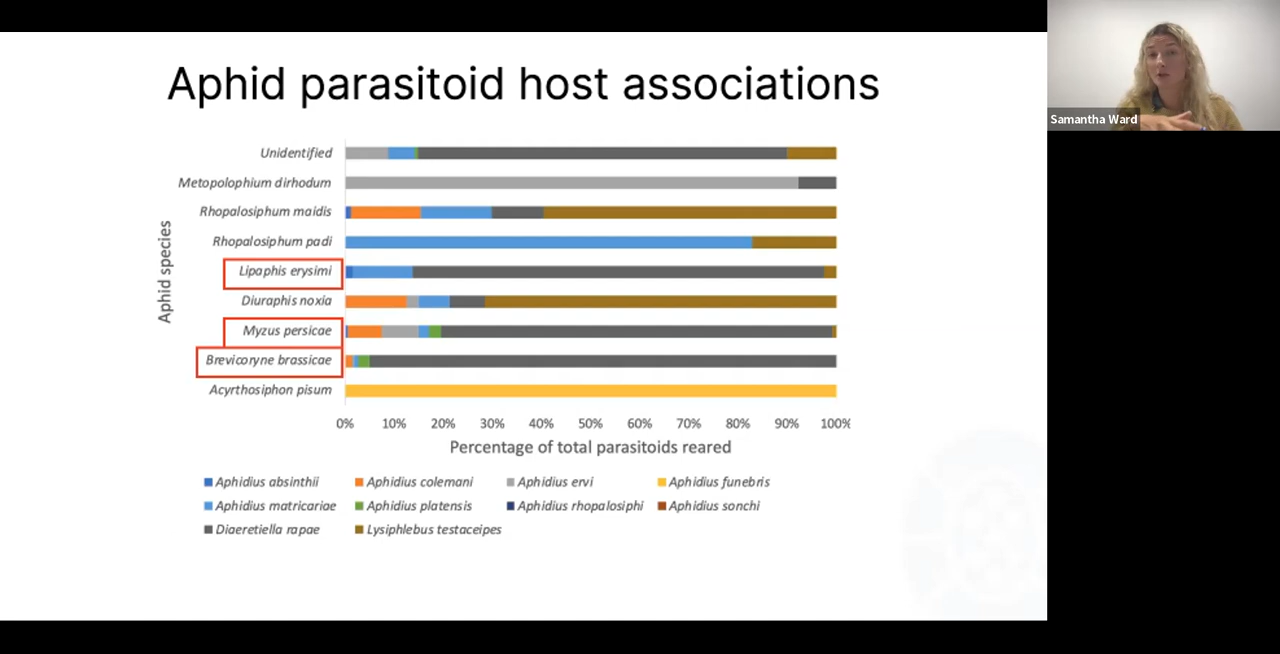 Aphid parasitoid host associations
Samantha Ward
Aphid species
Unidentified
Metopolophium dirhodum
Rhopalosiphum maidis
Rhopalosiphum padi
Lipaphis erysimi
Diuraphis noxia
Myzus persicae
Brevicoryne brassicae
Acyrthosiphon pisum
0% 10% 20% 30% 40% 50% 60% 70% 80% 90% 100%
Percentage of total parasitoids reared
Aphidius absinthii Aphidius colemani Aphidius ervi Aphidius funebris
Aphidius matricariae Aphidius platensis Aphidius rhopalosiphi Aphidius sonchi
Diaeretiella rapae Lysiphlebus testaceipes